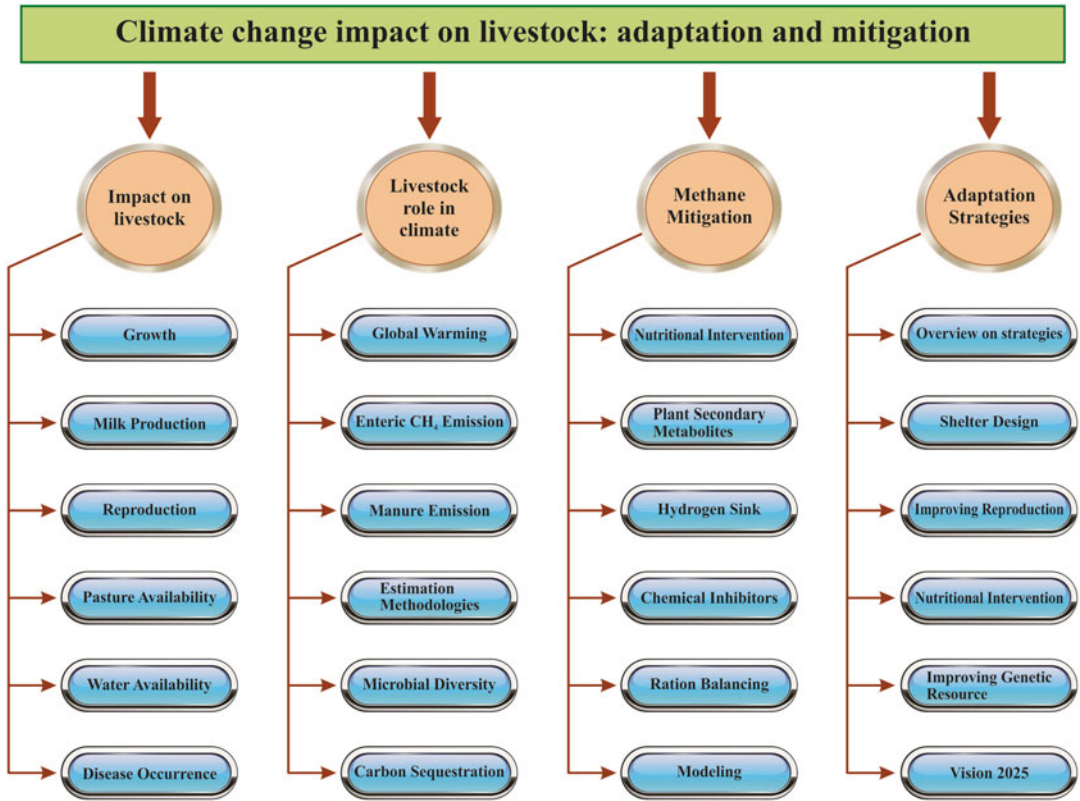 Climate change impact on livestock: adaptation and mitigation
Impact on
livestock
Growth
Milk Production
Reproduction
Pasture Availability
Water Availability
Disease Occurrence
Livestock
role in
climate
Global Warming
Enteric CH₄ Emission
Manure Emission
Estimation
Methodologies
Microbial Diversity
Carbon Sequestration
Methane
Mitigation
Nutritional Intervention
Plant Secondary
Metabolites
Hydrogen Sink
Chemical Inhibitors
Ration Balancing
Modeling
Adaptation
Strategies
Overview on strategies
Shelter Design
Improving Reproduction
Nutritional Intervention
Improving Genetic
Resource
Vision 2025